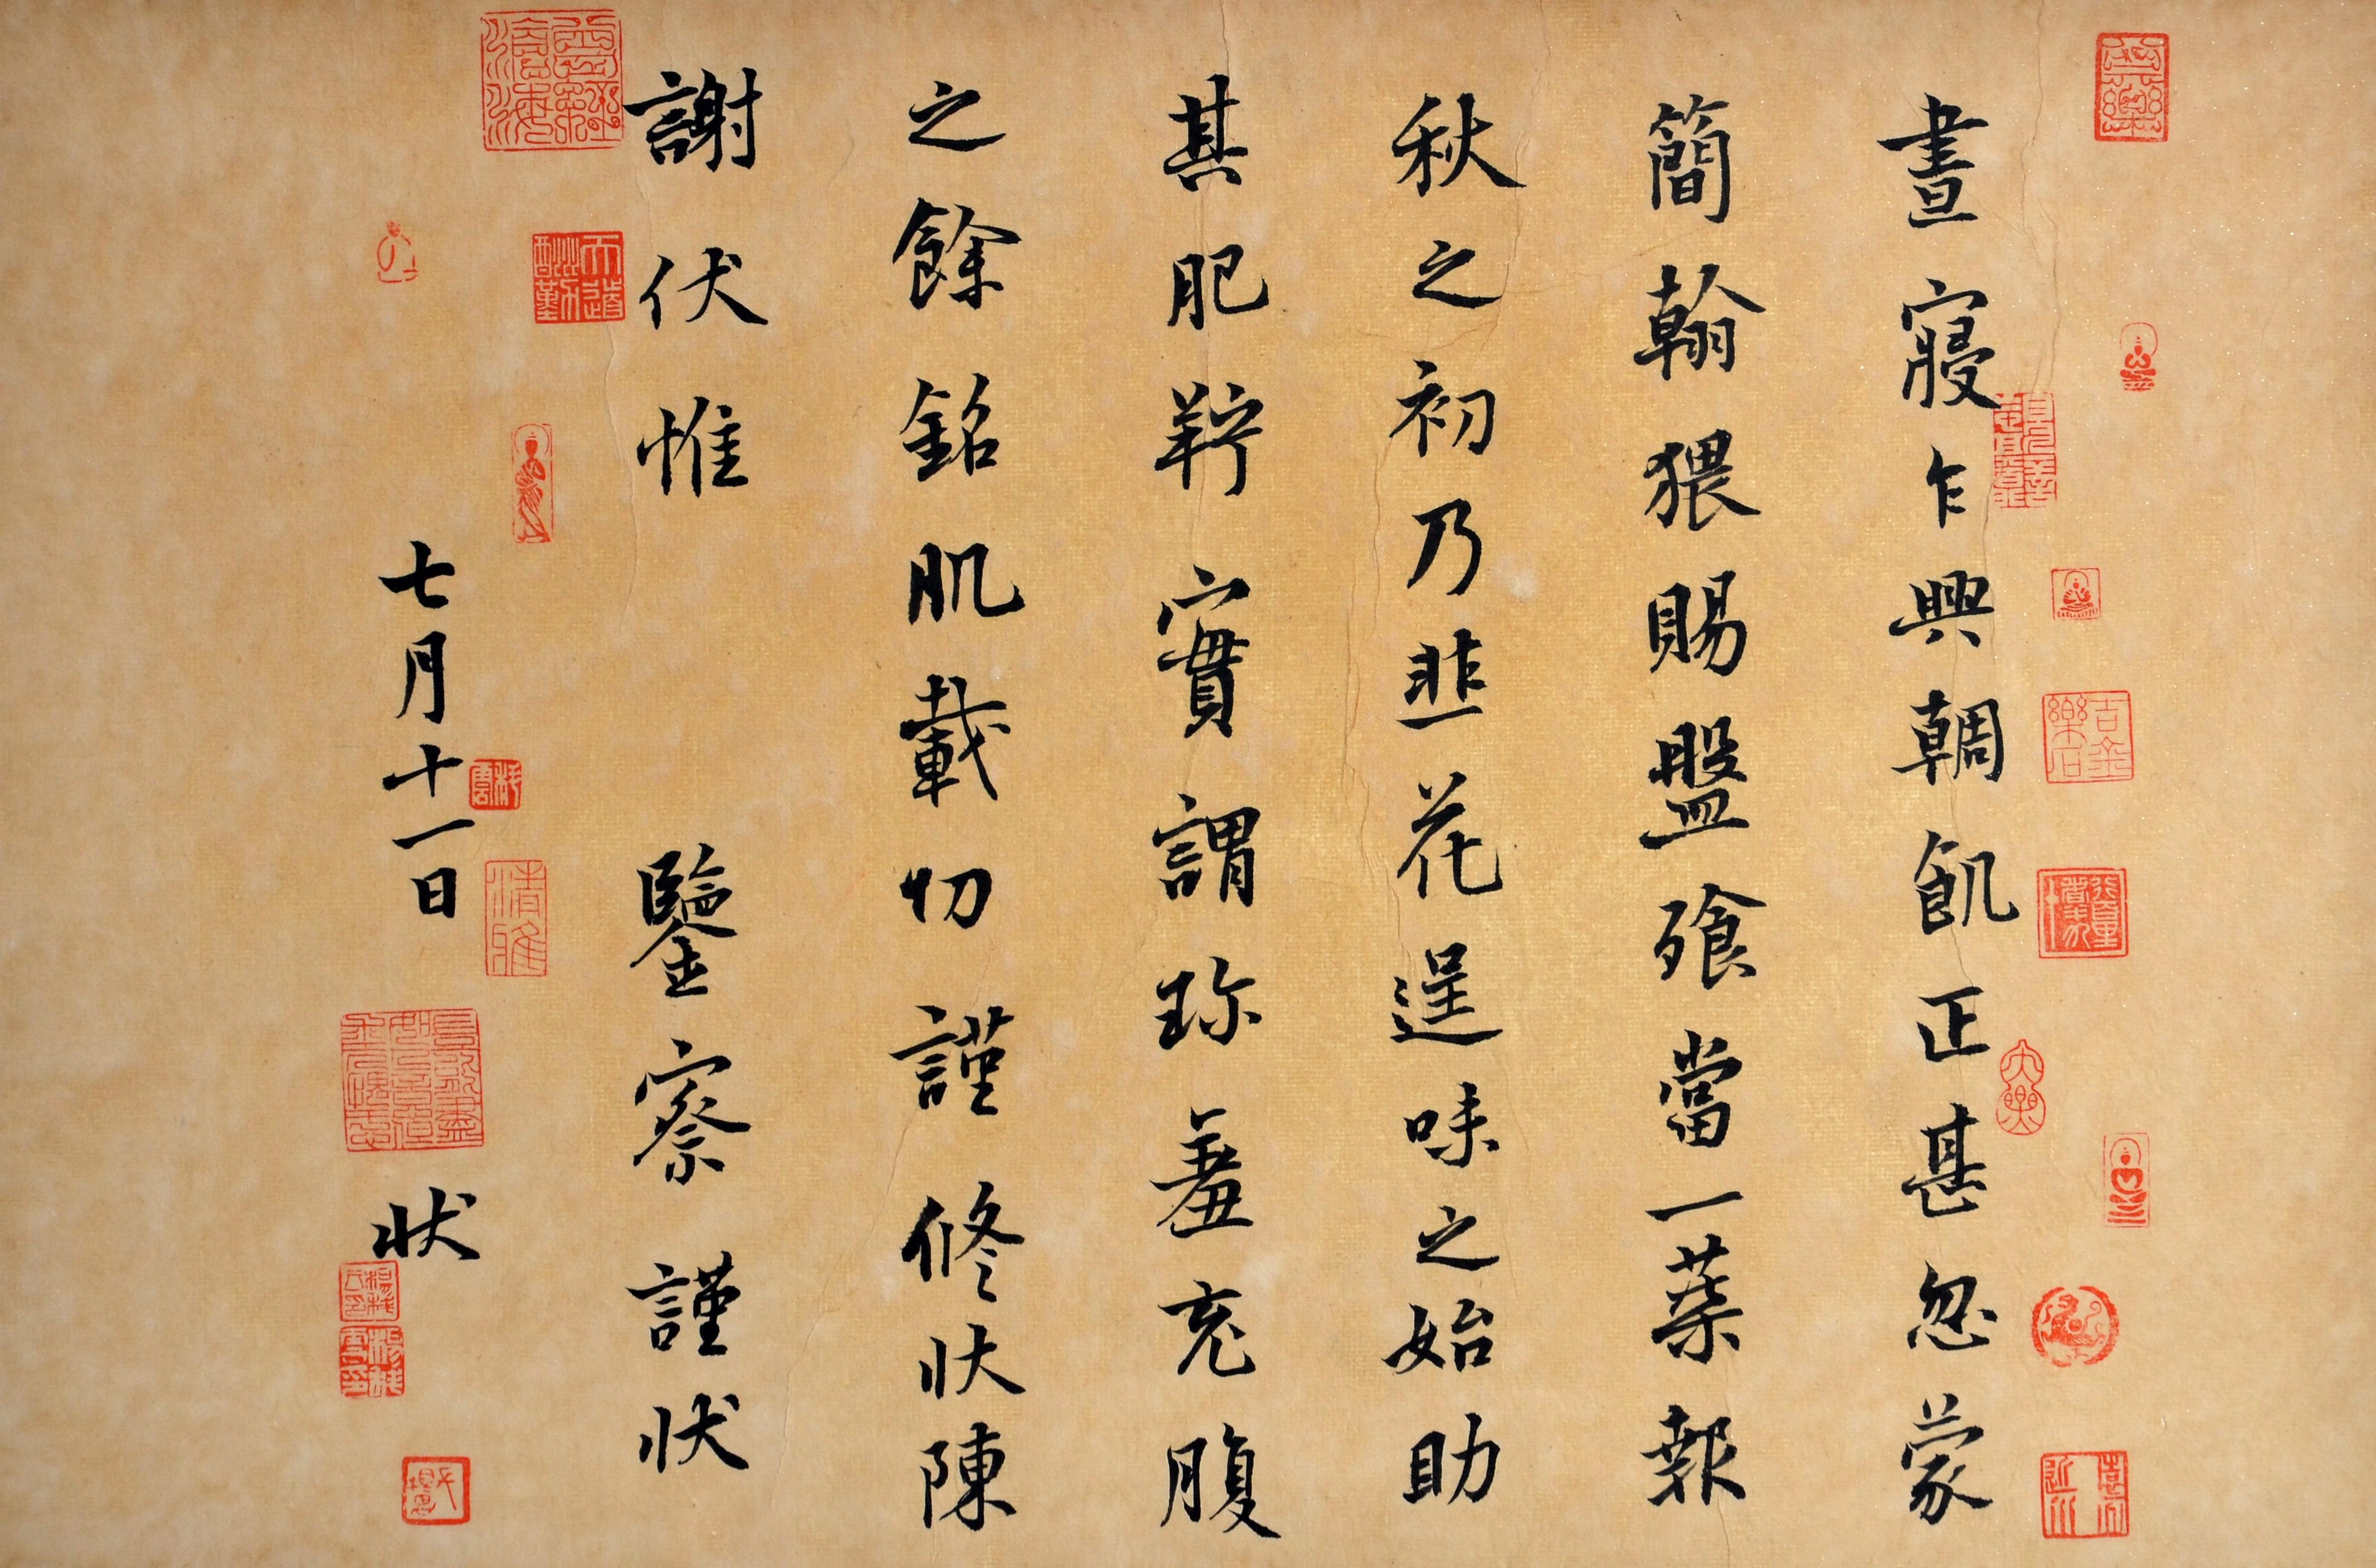 晝寢乍興輖飢正甚忽蒙
簡翰猥賜盤飱當一葉報
秋之初乃韭花逞味之始助
其肥羜實謂珍羞充腹
之餘銘肌載切謹修狀陳
謝伏惟 鑒察謹狀
七月十一日 狀